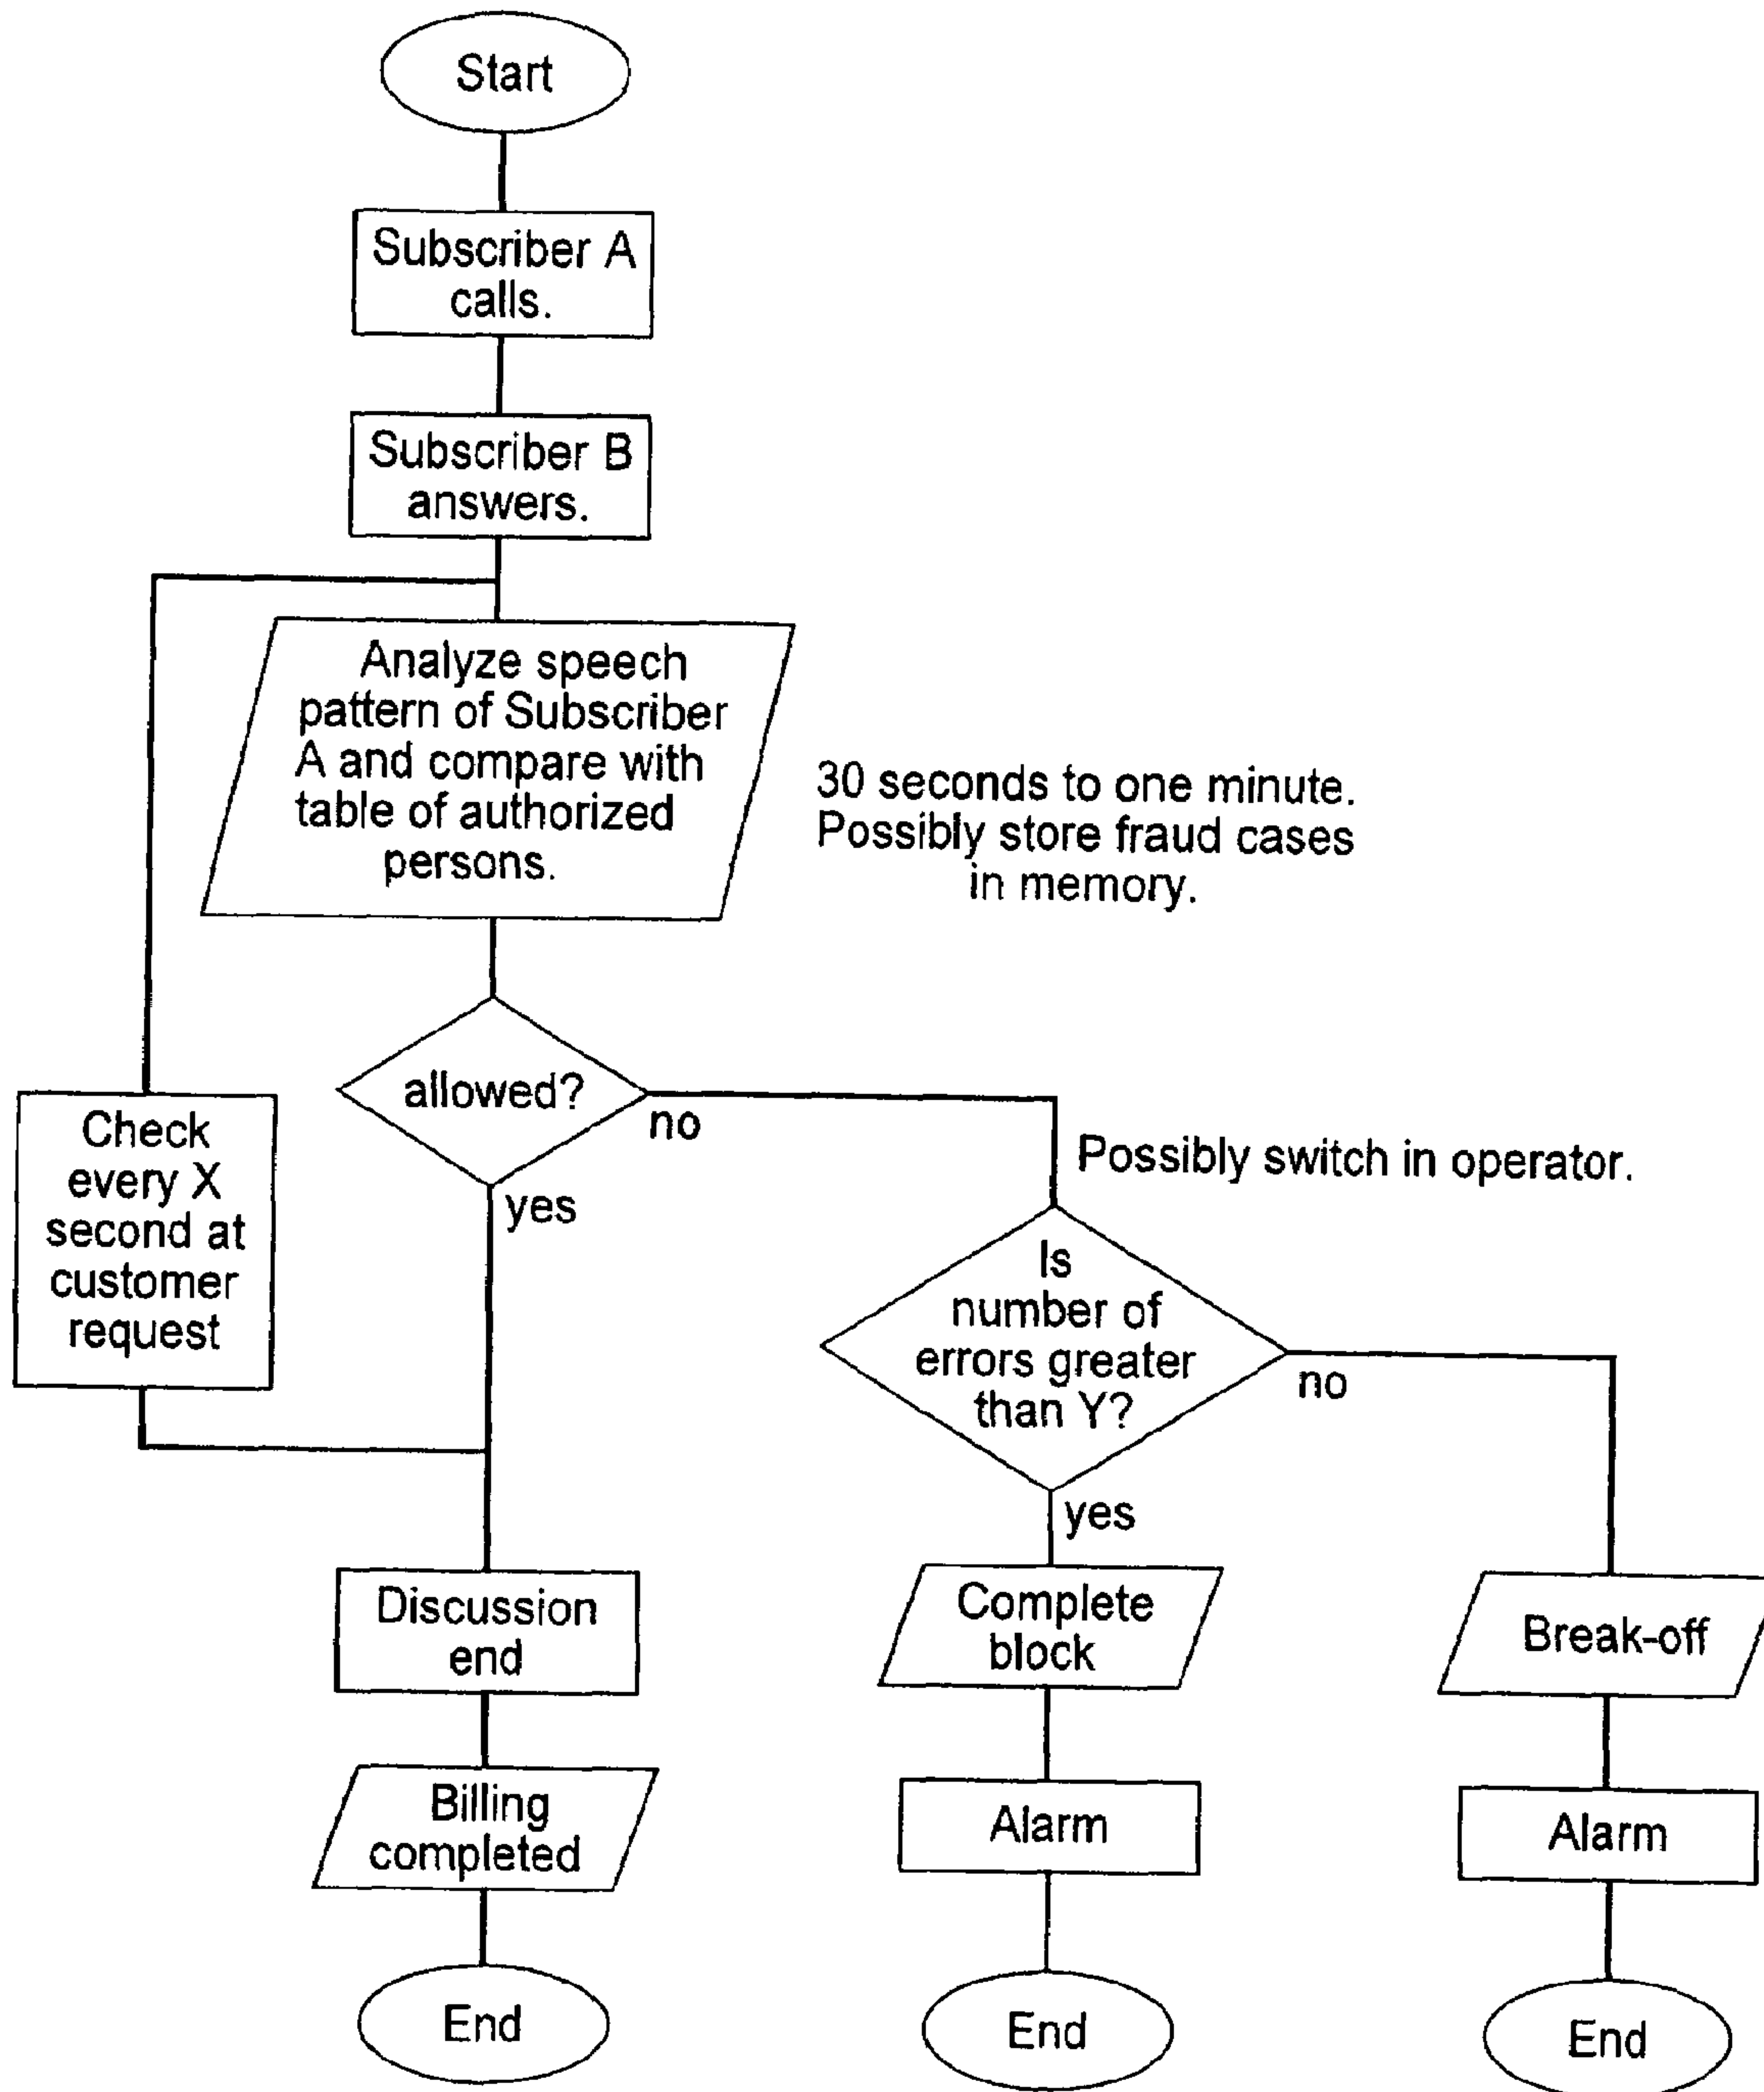 Start
Subscriber A
calls.
Subscriber B
answers.
Analyze speech
pattern of Subscriber
A and compare with
table of authorized
persons.
30 seconds to one minute.
Possibly store fraud cases
in memory.
allowed?
no
yes
Check
every X
second at
customer
request
Possibly switch in operator.
Is
number of
errors greater
than Y?
no
yes
Discussion
end
Complete
block
Break-off
Billing
completed
Alarm
Alarm
End
End
End